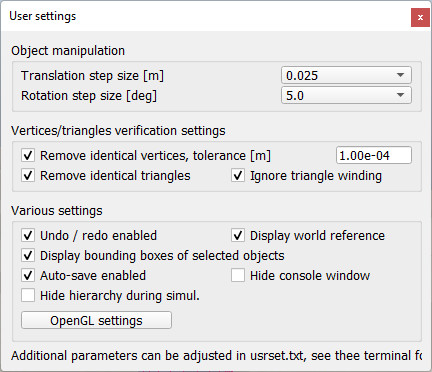 User settings
Object manipulation
Translation step size [m] 0.025
Rotation step size [deg] 5.0
Vertices/triangles verification settings
Remove identical vertices, tolerance [m] 1.00e-04
Remove identical triangles Ignore triangle winding
Various settings
Undo / redo enabled Display world reference
Display bounding boxes of selected objects
Auto-save enabled Hide console window
Hide hierarchy during simul.
OpenGL settings
Additional parameters can be adjusted in usrset.txt, see thee terminal fo